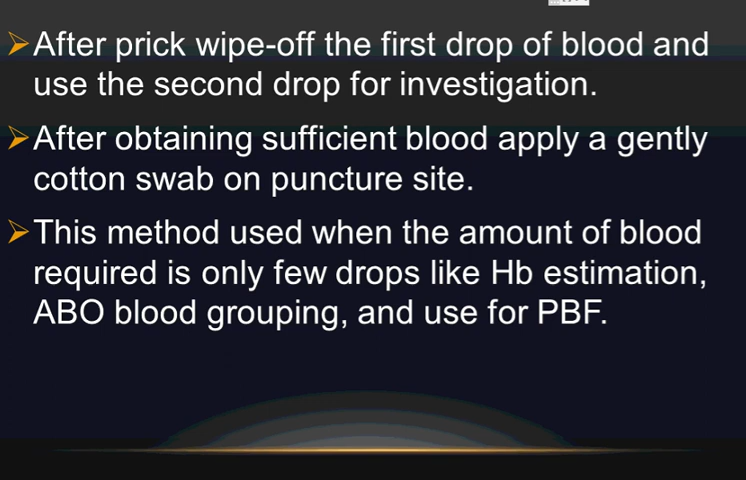 After prick wipe-off the first drop of blood and
use the second drop for investigation.
After obtaining sufficient blood apply a gently
cotton swab on puncture site.
This method used when the amount of blood
required is only few drops like Hb estimation,
ABO blood grouping, and use for PBF.